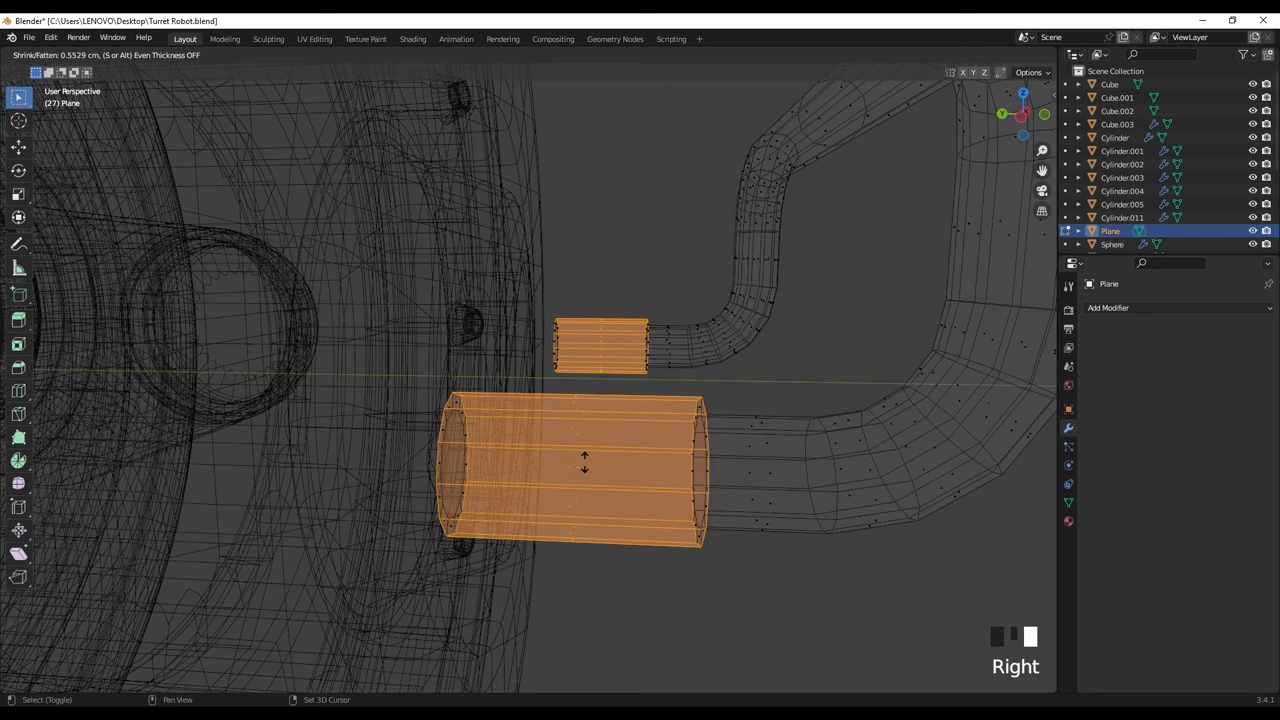 Blender* [C:\Users\LENOVO\Desktop\Turret Robot.blend]
File Edit Render Window Help Layout Modeling Sculpting UV Editing Texture Paint Shading Animation Rendering Compositing Geometry Nodes Scripting Scene ViewLayer
Shrink/Fatten: 0.5529 cm, (S or Alt) Even Thickness OFF
X Y Z Options
User Perspective
(27) Plane
Z
Y
Scene Collection
Cube
Cube.001
Cube.002
Cube.003
Cylinder
Cylinder.001
Cylinder.002
Cylinder.003
Cylinder.004
Cylinder.005
Cylinder.011
Plane
Sphere
Plane
Add Modifier
Right
Select (Toggle) Pan View Set 3D Cursor 3.4.1